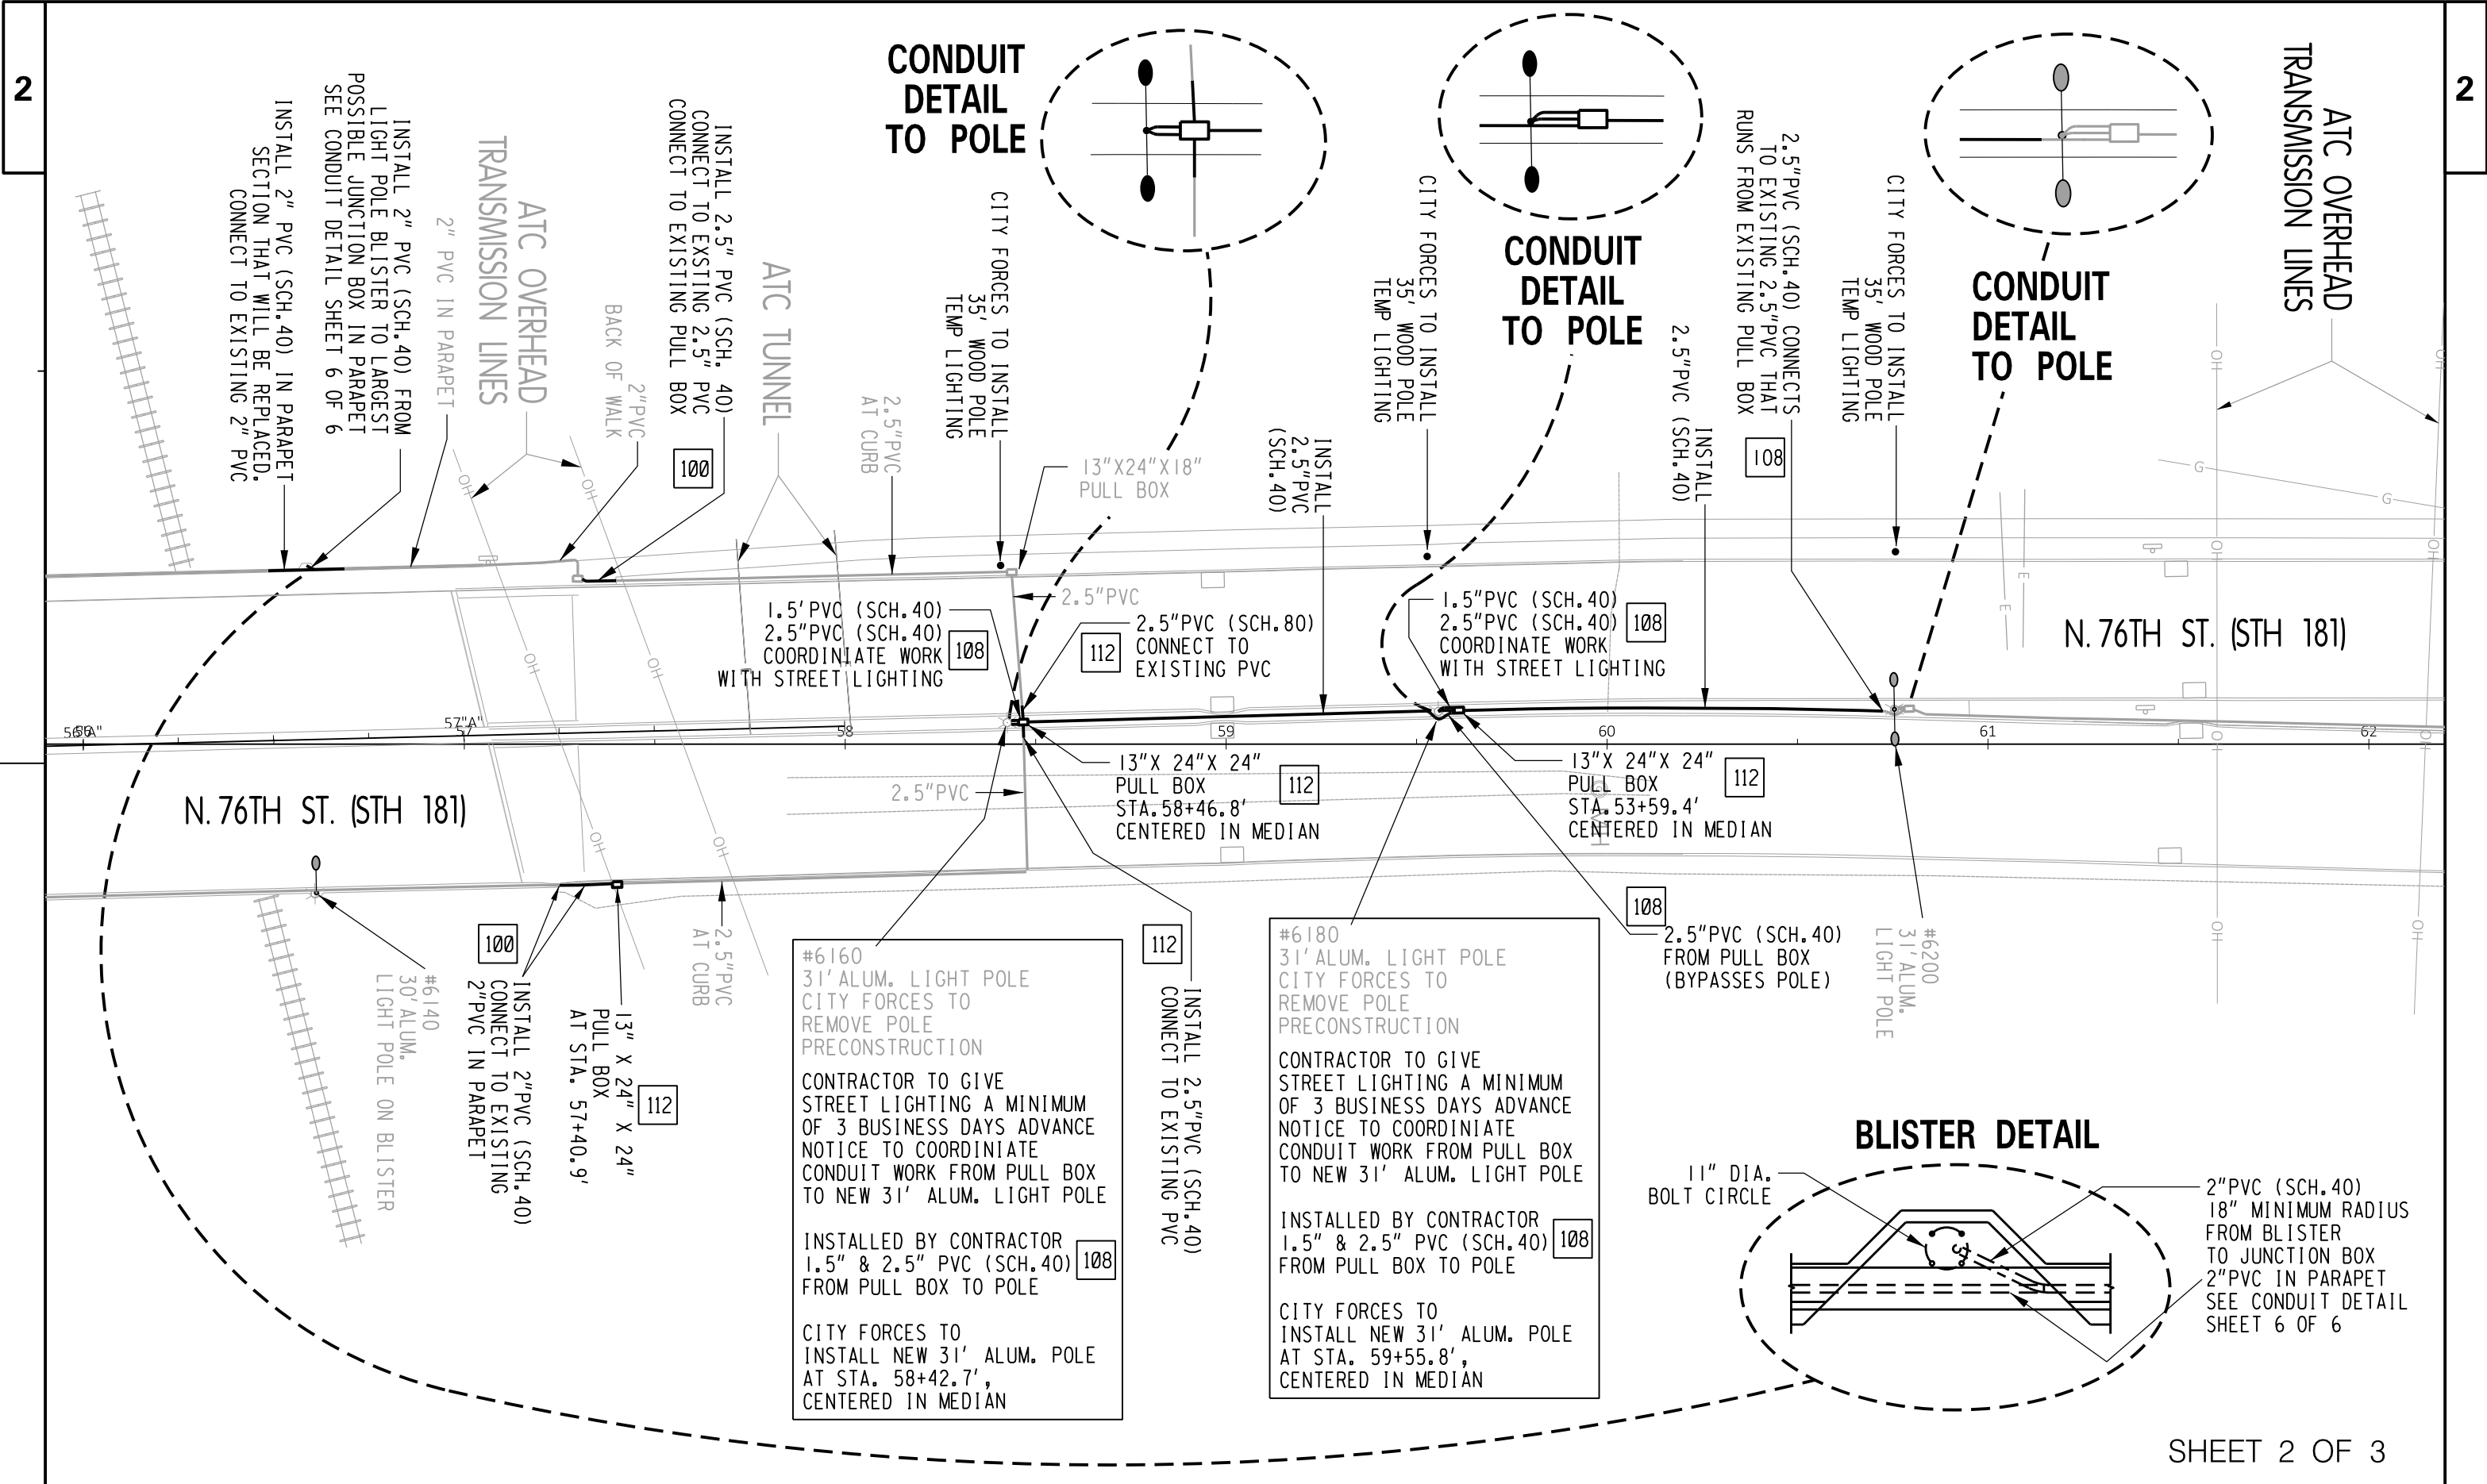 2
2
CONDUIT
DETAIL
TO POLE
CONDUIT
DETAIL
TO POLE
CONDUIT
DETAIL
TO POLE
ATC OVERHEAD
TRANSMISSION LINES
INSTALL 2" PVC (SCH.40) IN PARAPET
SECTION THAT WILL BE REPLACED.
CONNECT TO EXISTING 2" PVC
INSTALL 2" PVC (SCH.40) FROM
LIGHT POLE BLISTER TO LARGEST
POSSIBLE JUNCTION BOX IN PARAPET
SEE CONDUIT DETAIL SHEET 6 OF 6
2" PVC IN PARAPET
ATC OVERHEAD
TRANSMISSION LINES
2"PVC
BACK OF WALK
INSTALL 2.5" PVC (SCH. 40)
CONNECT TO EXSTING 2.5" PVC
CONNECT TO EXISTING PULL BOX
100
ATC TUNNEL
2.5"PVC
AT CURB
CITY FORCES TO INSTALL
35' WOOD POLE
TEMP LIGHTING
13"X24"X18"
PULL BOX
INSTALL
2.5"PVC
(SCH.40)
CITY FORCES TO INSTALL
35' WOOD POLE
TEMP LIGHTING
INSTALL
2.5"PVC (SCH.40)
2.5"PVC (SCH.40) CONNECTS
TO EXISTING 2.5"PVC THAT
RUNS FROM EXISTING PULL BOX
108
CITY FORCES TO INSTALL
35' WOOD POLE
TEMP LIGHTING
OH
OH
OH
OH
G
G
OH
OH
E
E
2.5"PVC
1.5'PVC (SCH.40)
2.5"PVC (SCH.40)
COORDINIATE WORK
WITH STREET LIGHTING
108
112
2.5"PVC (SCH.80)
CONNECT TO
EXISTING PVC
1.5"PVC (SCH.40)
2.5"PVC (SCH.40)
COORDINATE WORK
WITH STREET LIGHTING
108
N. 76TH ST. (STH 181)
OH
OH
57"A"
57
58
59
60
61
62
OH
OH
N. 76TH ST. (STH 181)
OH
OH
2.5"PVC
13"X 24"X 24"
PULL BOX
STA.58+46.8'
CENTERED IN MEDIAN
112
13"X 24"X 24"
PULL BOX
STA.53+59.4'
CENTERED IN MEDIAN
112
OH
OH
#6140
30'ALUM.
LIGHT POLE ON BLISTER
100
INSTALL 2"PVC (SCH.40)
CONNECT TO EXISTING
2"PVC IN PARAPET
13" X 24" X 24"
PULL BOX
AT STA. 57+40.9'
112
2.5"PVC
AT CURB
#6160
31'ALUM. LIGHT POLE
CITY FORCES TO
REMOVE POLE
PRECONSTRUCTION
CONTRACTOR TO GIVE
STREET LIGHTING A MINIMUM
OF 3 BUSINESS DAYS ADVANCE
NOTICE TO COORDINIATE
CONDUIT WORK FROM PULL BOX
TO NEW 31' ALUM. LIGHT POLE
INSTALLED BY CONTRACTOR
1.5" & 2.5" PVC (SCH.40)
FROM PULL BOX TO POLE
108
CITY FORCES TO
INSTALL NEW 31' ALUM. POLE
AT STA. 58+42.7',
CENTERED IN MEDIAN
112
INSTALL 2.5"PVC (SCH.40)
CONNECT TO EXISTING PVC
#6180
31'ALUM. LIGHT POLE
CITY FORCES TO
REMOVE POLE
PRECONSTRUCTION
CONTRACTOR TO GIVE
STREET LIGHTING A MINIMUM
OF 3 BUSINESS DAYS ADVANCE
NOTICE TO COORDINIATE
CONDUIT WORK FROM PULL BOX
TO NEW 31' ALUM. LIGHT POLE
INSTALLED BY CONTRACTOR
1.5" & 2.5" PVC (SCH.40)
FROM PULL BOX TO POLE
108
CITY FORCES TO
INSTALL NEW 31' ALUM. POLE
AT STA. 59+55.8',
CENTERED IN MEDIAN
108
2.5"PVC (SCH.40)
FROM PULL BOX
(BYPASSES POLE)
#6200
31'ALUM.
LIGHT POLE
BLISTER DETAIL
11" DIA.
BOLT CIRCLE
2"PVC (SCH.40)
18" MINIMUM RADIUS
FROM BLISTER
TO JUNCTION BOX
2"PVC IN PARAPET
SEE CONDUIT DETAIL
SHEET 6 OF 6
SHEET 2 OF 3